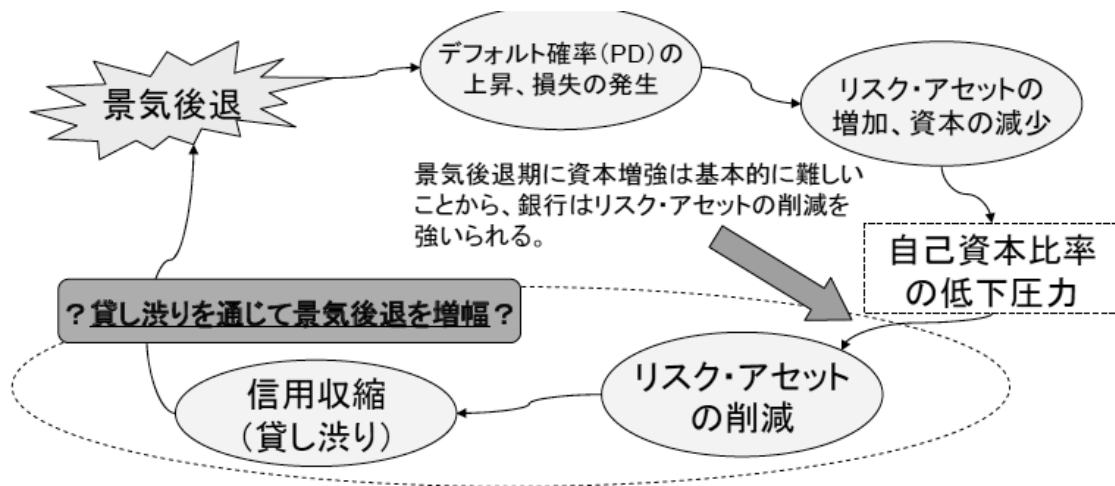 景気後退
デフォルト確率(PD)の
上昇、損失の発生
リスク・アセットの
増加、資本の減少
景気後退期に資本増強は基本的に難しい
ことから、銀行はリスク・アセットの削減を
強いられる。
自己資本比率
の低下圧力
?貸し渋りを通じて景気後退を増幅?
リスク・アセット
の削減
信用収縮
(貸し渋り)